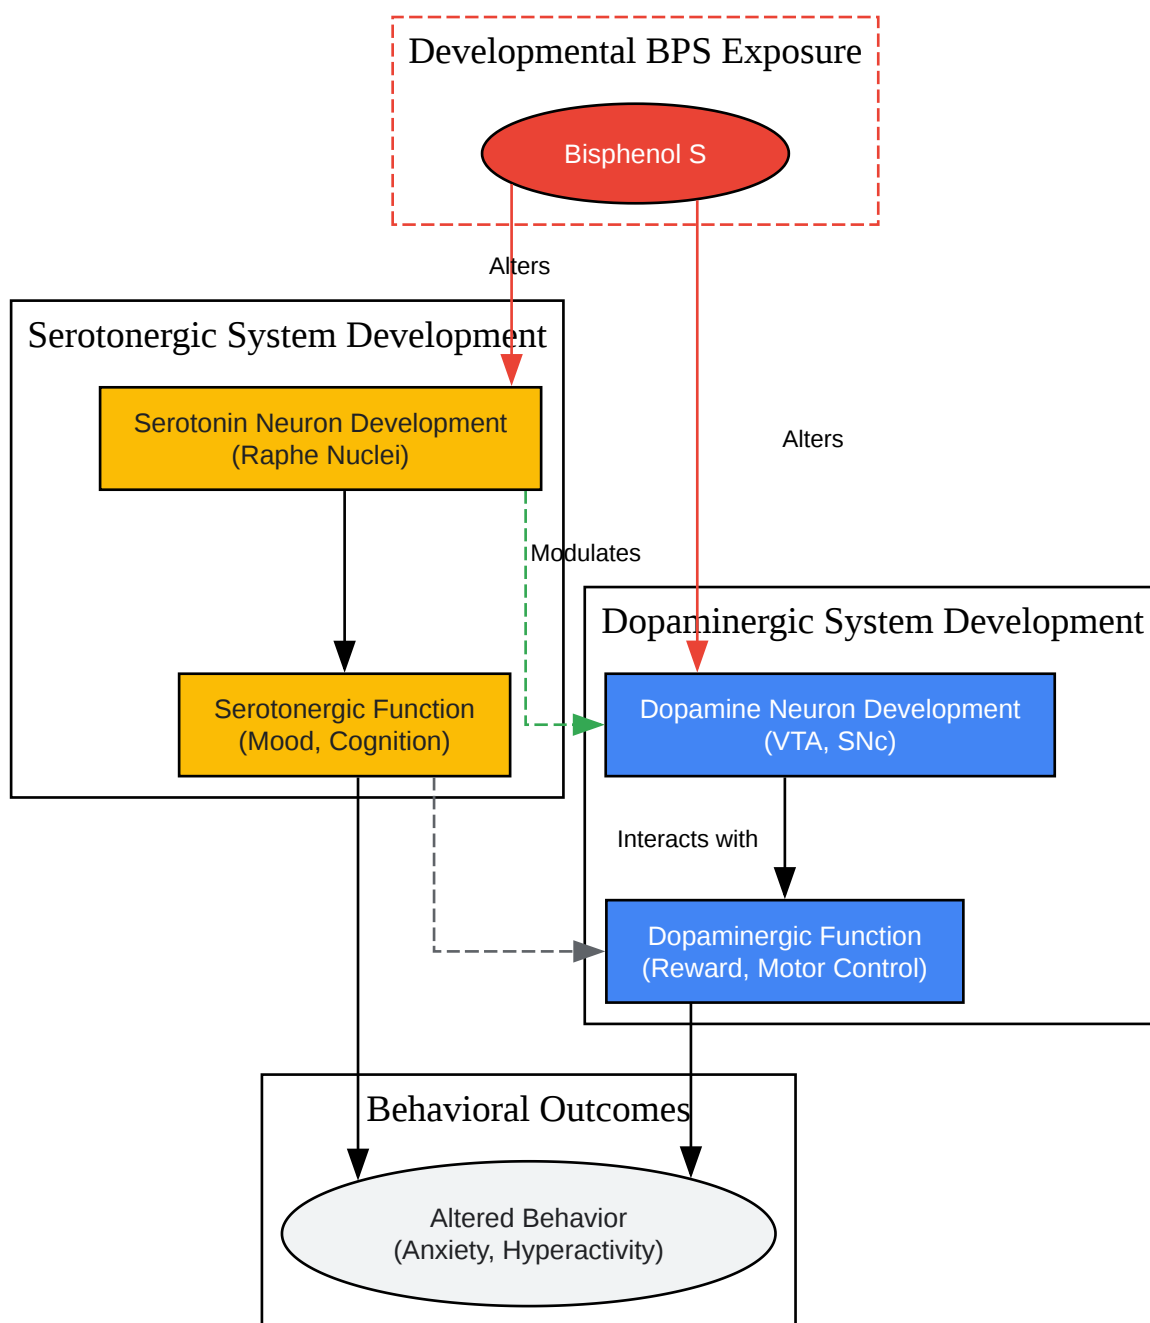 Developmental BPS Exposure
Bisphenol S
Alters
Serotonergic System Development
Serotonin Neuron Development
(Raphe Nuclei)
Alters
Modulates
Dopaminergic System Development
Serotonergic Function
(Mood, Cognition)
Dopamine Neuron Development
(VTA, SNc)
Interacts with
Dopaminergic Function
(Reward, Motor Control)
Behavioral Outcomes
Altered Behavior
(Anxiety, Hyperactivity)